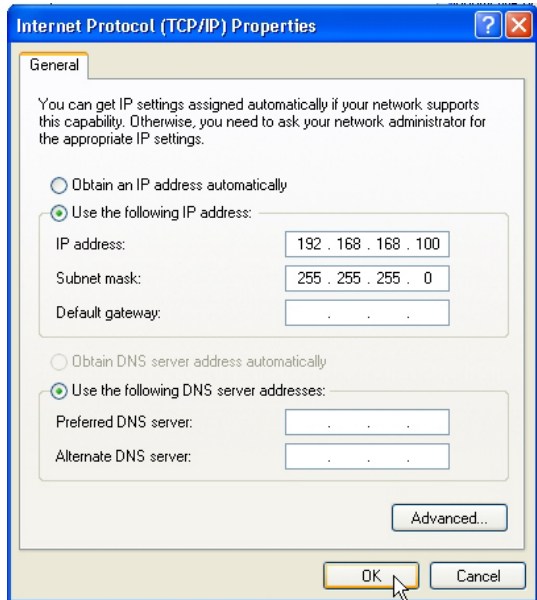 Internet Protocol (TCP/IP) Properties
General
You can get IP settings assigned automatically if your network supports
this capability. Otherwise, you need to ask your network administrator for
the appropriate IP settings.
Obtain an IP address automatically
Use the following IP address:
IP address: 192 . 168 . 168 . 100
Subnet mask: 255 . 255 . 255 . 0
Default gateway: . . .
Obtain DNS server address automatically
Use the following DNS server addresses:
Preferred DNS server: . . .
Alternate DNS server: . . .
Advanced...
OK Cancel